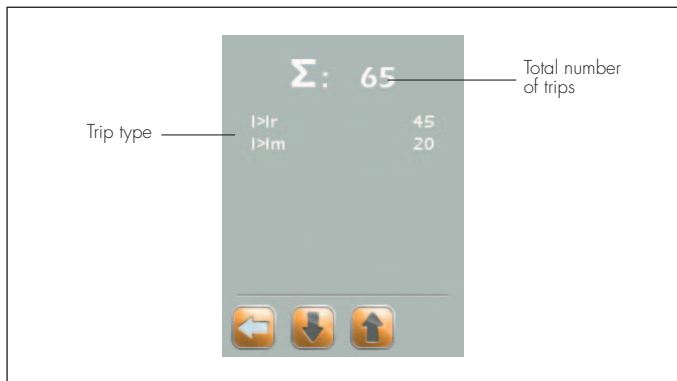 Σ: 65
Total number
of trips
Trip type
I>Ir 45
I>Im 20